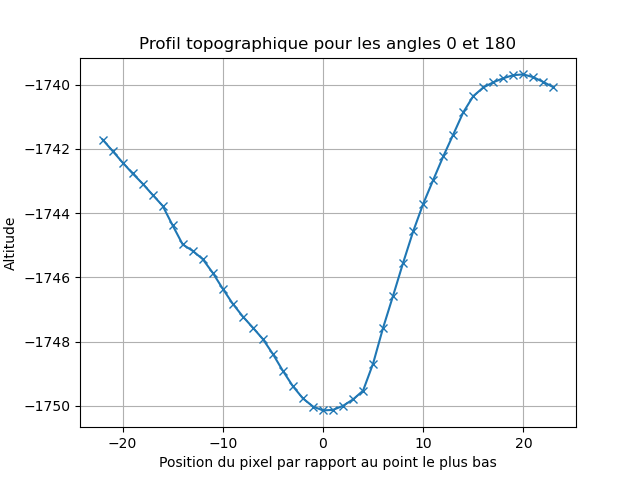 Profil topographique pour les angles 0 et 180
−1740
−1742
−1744
−1746
−1748
−1750
Altitude
−20 −10 0 10 20
Position du pixel par rapport au point le plus bas